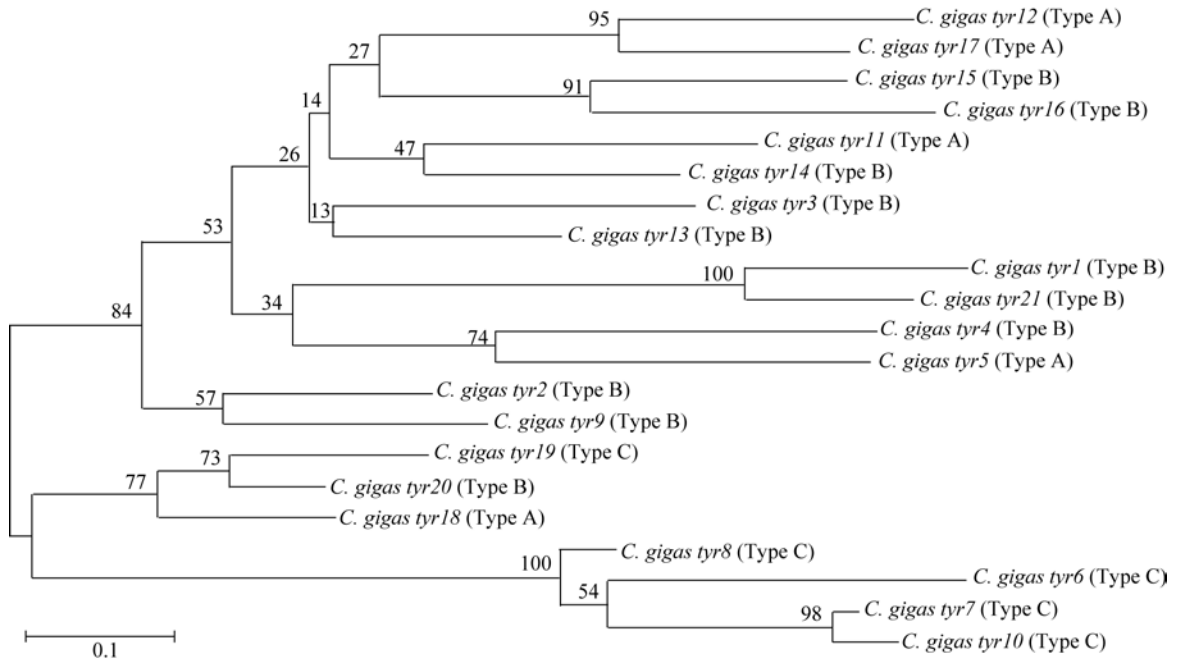 95
C. gigas tyr12 (Type A)
C. gigas tyr17 (Type A)
27
C. gigas tyr15 (Type B)
91
C. gigas tyr16 (Type B)
14
C. gigas tyr11 (Type A)
47
C. gigas tyr14 (Type B)
26
C. gigas tyr3 (Type B)
13
C. gigas tyr13 (Type B)
53
C. gigas tyr1 (Type B)
100
C. gigas tyr21 (Type B)
34
C. gigas tyr4 (Type B)
74
C. gigas tyr5 (Type A)
84
C. gigas tyr2 (Type B)
57
C. gigas tyr9 (Type B)
73
C. gigas tyr19 (Type C)
77
C. gigas tyr20 (Type B)
C. gigas tyr18 (Type A)
100
C. gigas tyr8 (Type C)
54
C. gigas tyr6 (Type C)
98
C. gigas tyr7 (Type C)
C. gigas tyr10 (Type C)
0.1